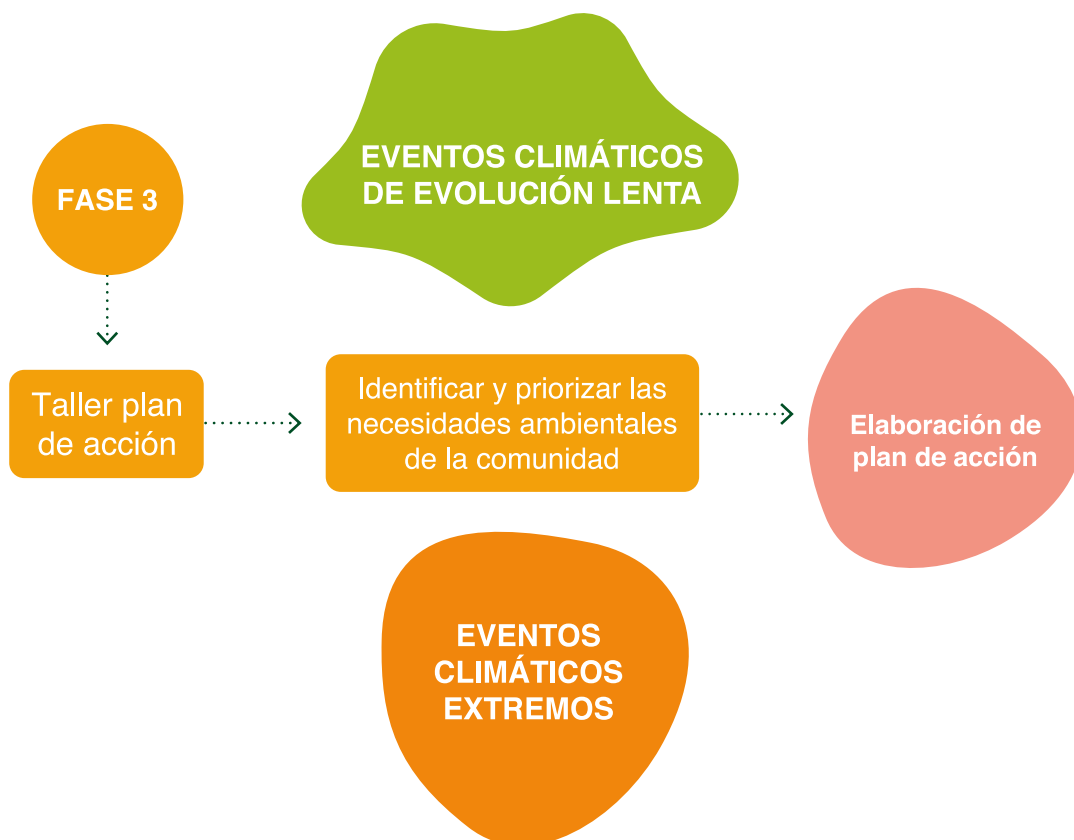 EVENTOS CLIMÁTICOS
DE EVOLUCIÓN LENTA
FASE 3
Taller plan
de acción
Identificar y priorizar las
necesidades ambientales
de la comunidad
Elaboración de
plan de acción
EVENTOS
CLIMÁTICOS
EXTREMOS